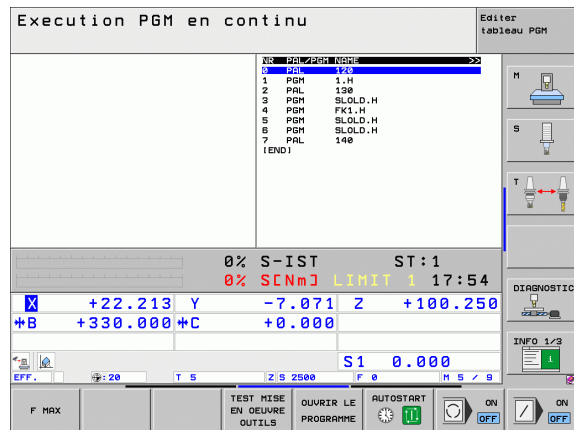 Execution PGM en continu
Editer
tableau PGM
NR PAL/PGM NAME >>
0 PAL 120
1 PGM 1.H
2 PAL 130
3 PGM SLOLD.H
4 PGM FK1.H
5 PGM SLOLD.H
6 PGM SLOLD.H
7 PAL 140
[END]
M
S
T
0% S-IST ST:1
0% S[Nm] LIMIT 1 17:54
X +22.213 Y -7.071 Z +100.250
B +330.000 C +0.000
S1 0.000
EFF. :20 T 5 Z S 2500 F 0 M 5 / 9
DIAGNOSTIC
INFO 1/3
F MAX
TEST MISE
EN OEUVRE
OUTILS
OUVRIR LE
PROGRAMME
AUTOSTART
ON
OFF
ON
OFF